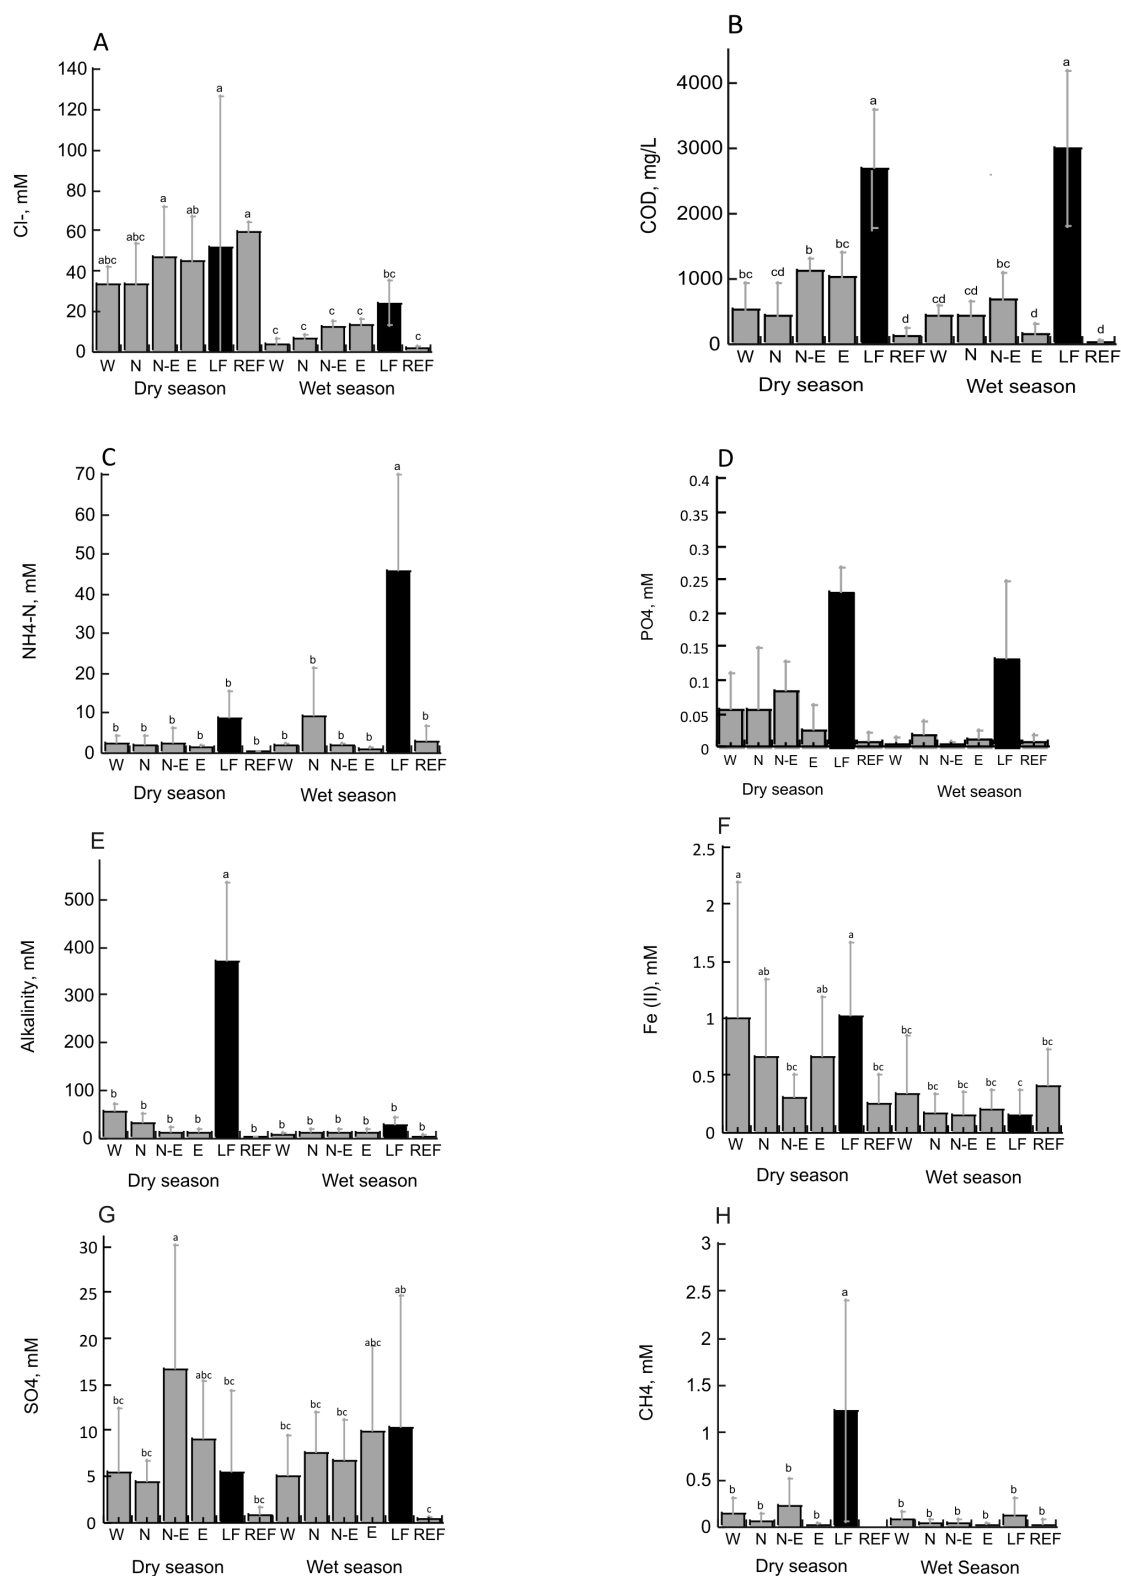 A
140
120
100
80
60
40
20
0
Cl-, mM
abc
abc
a
ab
a
a
c
c
c
c
bc
c
W N N-E E LF REF W N N-E E LF REF
Dry season Wet season
B
4000
3000
2000
1000
0
COD, mg/L
bc
cd
b
bc
a
d
cd
cd
bc
d
a
d
W N N-E E LF REF W N N-E E LF REF
Dry season Wet season
C
70
60
50
40
30
20
10
0
NH4-N, mM
b
b
b
b
b
b
b
b
b
b
a
b
W N N-E E LF REF W N N-E E LF REF
Dry season Wet season
D
0.4
0.35
0.3
0.25
0.2
0.15
0.1
0.05
0
PO4, mM
W N N-E E LF REF W N N-E E LF REF
Dry season Wet season
E
500
400
300
200
100
0
Alkalinity, mM
b
b
b
b
a
b
b
b
b
b
b
b
W N N-E E LF REF W N N-E E LF REF
Dry season Wet season
F
2.5
2
1.5
1
0.5
0
Fe (II), mM
a
ab
bc
ab
a
bc
bc
bc
bc
bc
c
bc
W N N-E E LF REF W N N-E E LF REF
Dry season Wet season
G
30
25
20
15
10
5
0
SO4, mM
bc
bc
a
abc
bc
bc
bc
bc
bc
abc
ab
c
W N N-E E LF REF W N N-E E LF REF
Dry season Wet season
H
3
2.5
2
1.5
1
0.5
0
CH4, mM
b
b
b
b
a
b
b
b
b
b
b
W N N-E E LF REF W N N-E E LF REF
Dry season Wet Season